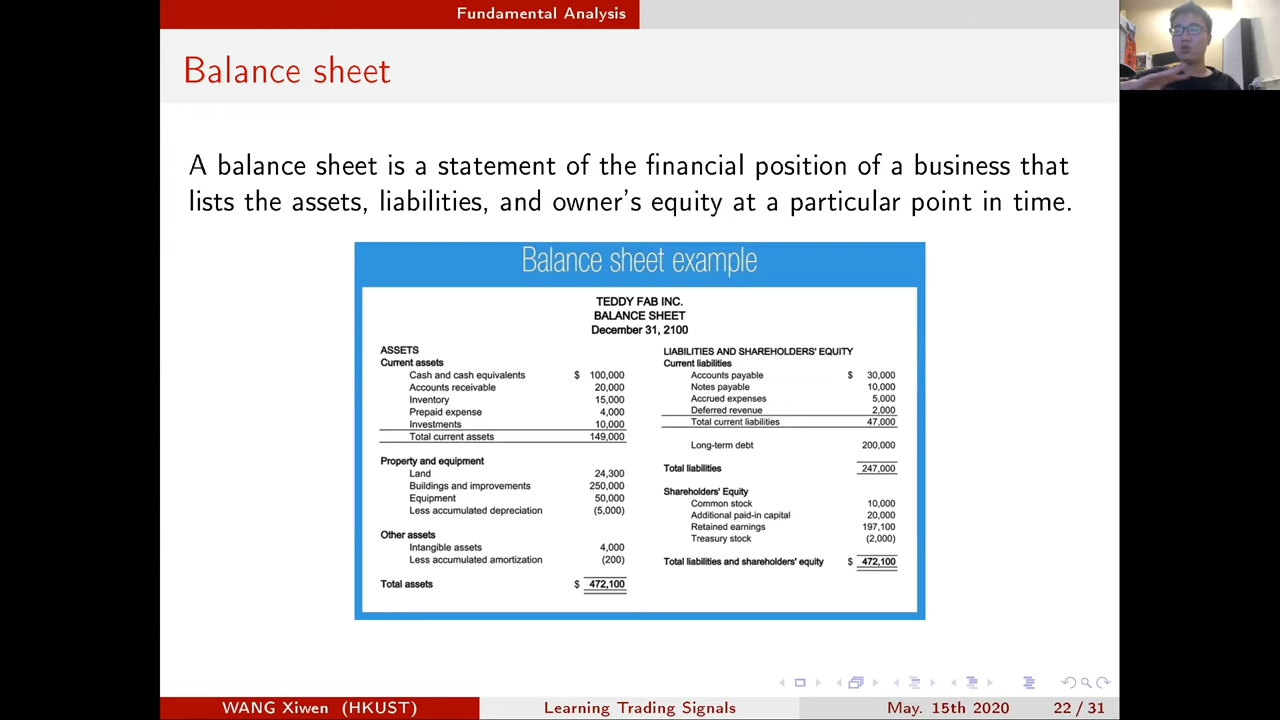 Fundamental Analysis
Balance sheet
A balance sheet is a statement of the financial position of a business that
lists the assets, liabilities, and owner's equity at a particular point in time.
Balance sheet example
TEDDY FAB INC.
BALANCE SHEET
December 31, 2100
ASSETS
Current assets
Cash and cash equivalents $ 100,000
Accounts receivable 20,000
Inventory 15,000
Prepaid expense 4,000
Investments 10,000
Total current assets 149,000
Property and equipment
Land 24,300
Buildings and improvements 250,000
Equipment 50,000
Less accumulated depreciation (5,000)
Other assets
Intangible assets 4,000
Less accumulated amortization (200)
Total assets $ 472,100
LIABILITIES AND SHAREHOLDERS' EQUITY
Current liabilities
Accounts payable $ 30,000
Notes payable 10,000
Accrued expenses 5,000
Deferred revenue 2,000
Total current liabilities 47,000
Long-term debt 200,000
Total liabilities 247,000
Shareholders' Equity
Common stock 10,000
Additional paid-in capital 20,000
Retained earnings 197,100
Treasury stock (2,000)
Total liabilities and shareholders' equity $ 472,100
WANG Xiwen (HKUST) Learning Trading Signals May. 15th 2020 22 / 31